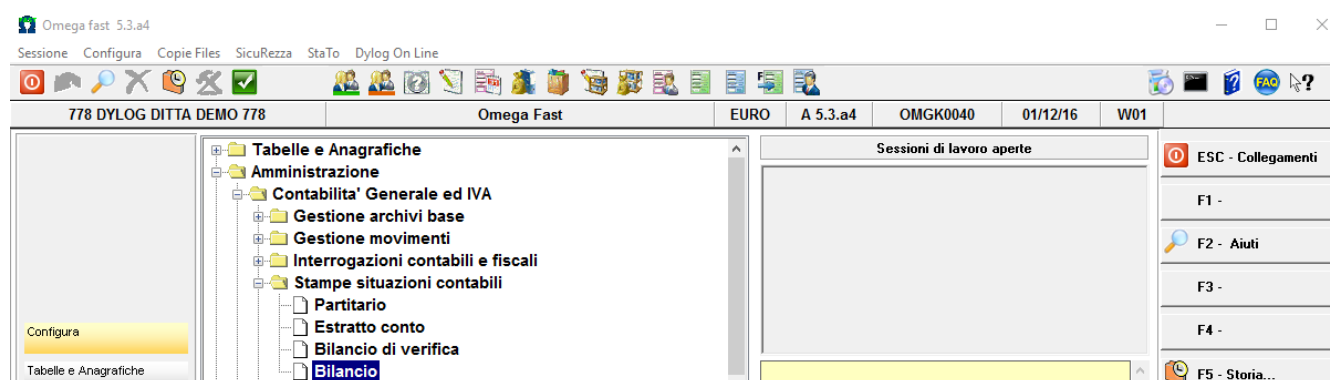 Omega fast 5.3.a4
Sessione Configura Copie Files SicuRezza StaTo Dylog On Line
FAQ
778 DYLOG DITTA DEMO 778 Omega Fast EURO A 5.3.a4 OMGK0040 01/12/16 W01
Tabelle e Anagrafiche
Amministrazione
Contabilita' Generale ed IVA
Gestione archivi base
Gestione movimenti
Interrogazioni contabili e fiscali
Stampe situazioni contabili
Partitario
Estratto conto
Bilancio di verifica
Bilancio
Configura
Tabelle e Anagrafiche
Sessioni di lavoro aperte
ESC - Collegamenti
F1 -
F2 - Aiuti
F3 -
F4 -
F5 - Storia...